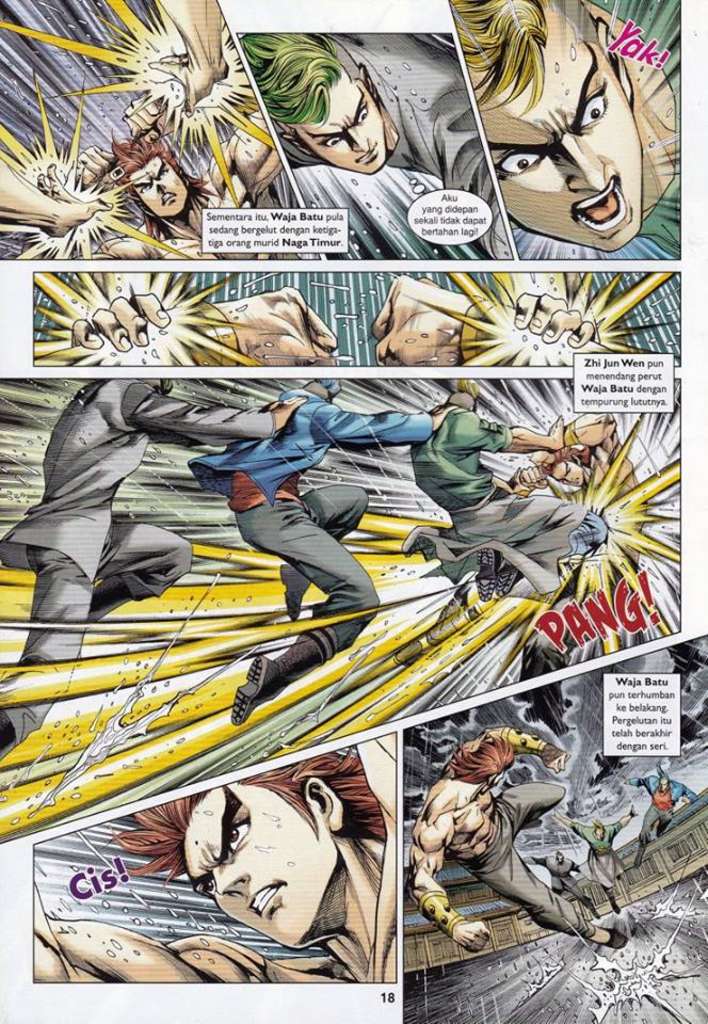 Yak!
Sementara itu, Waja Batu pula
sedang bergelut dengan ketiga-
tiga orang murid Naga Timur.
Aku
yang didepan
sekali tidak dapat
bertahan lagi!
Zhi Jun Wen pun
menendang perut
Waja Batu dengan
tempurung lututnya.
PANG!
Waja Batu
pun terhumban
ke belakang.
Pergelutan itu
telah berakhir
dengan seri.
Cis!
18